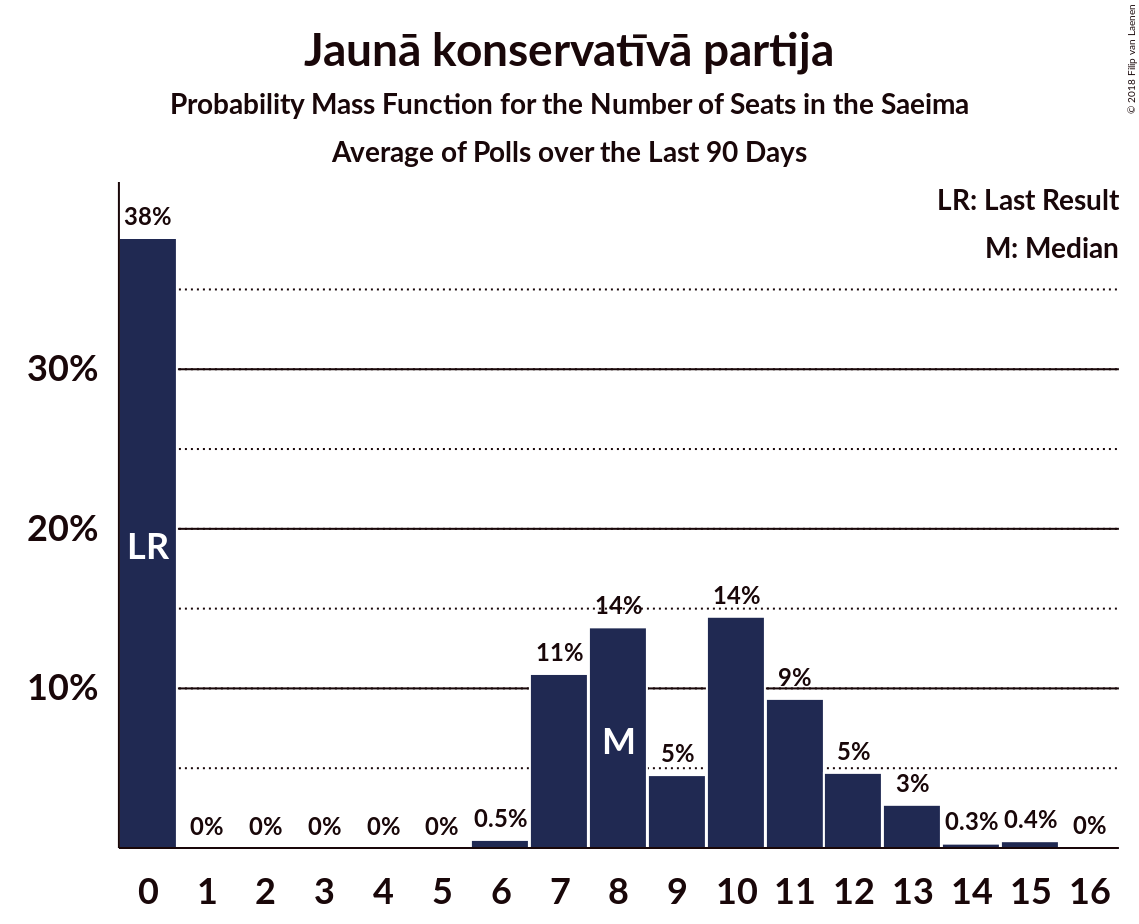 Jaunā konservatīvā partija
Probability Mass Function for the Number of Seats in the Saeima
Average of Polls over the Last 90 Days
© 2018 Filip van Laenen
LR: Last Result
M: Median
38%
30%
20%
10%
LR
0%
0%
0%
0%
0%
0.5%
11%
14%
M
5%
14%
9%
5%
3%
0.3%
0.4%
0%
0 1 2 3 4 5 6 7 8 9 10 11 12 13 14 15 16